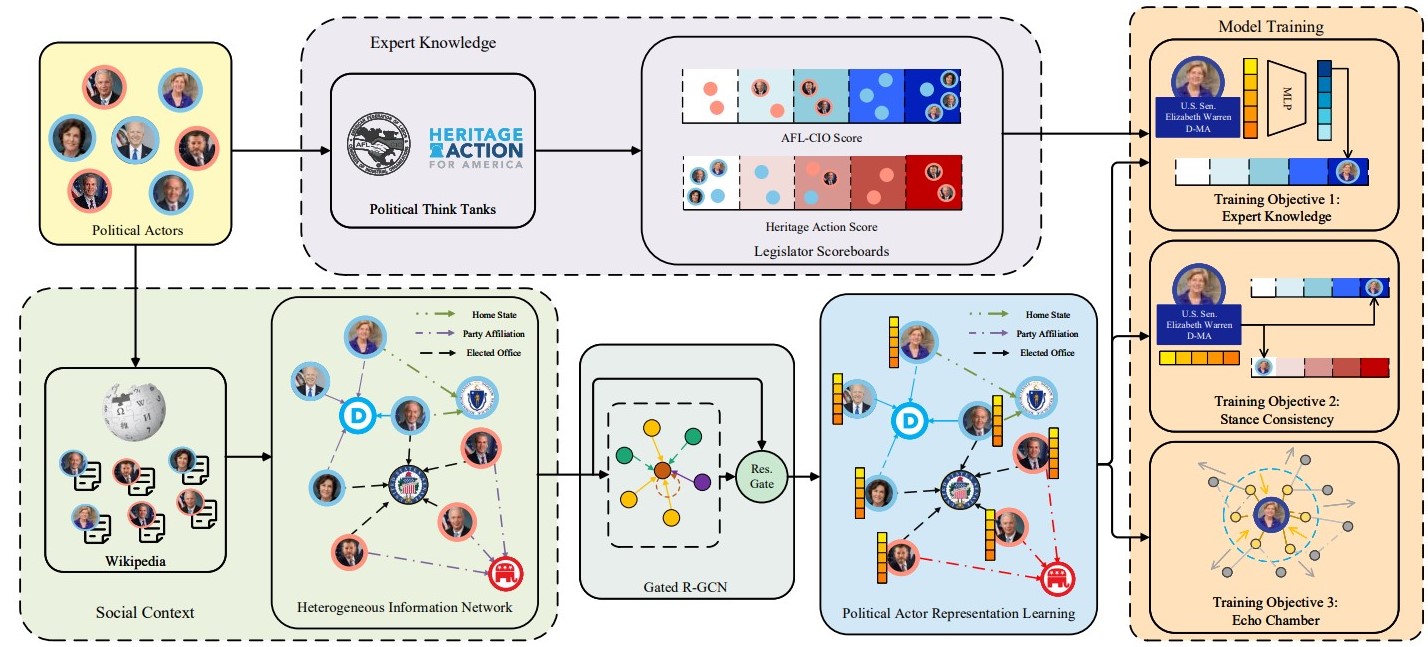 Political Actors
Expert Knowledge
AFL
HERITAGE
ACTION
FOR AMERICA
Political Think Tanks
AFL-CIO Score
Heritage Action Score
Legislator Scoreboards
Model Training
U.S. Sen.
Elizabeth Warren
D-MA
MLP
Training Objective 1:
Expert Knowledge
U.S. Sen.
Elizabeth Warren
D-MA
Training Objective 2:
Stance Consistency
Training Objective 3:
Echo Chamber
Wikipedia
Social Context
Home State
Party Affiliation
Elected Office
D
Heterogeneous Information Network
Res.
Gate
Gated R-GCN
Home State
Party Affiliation
Elected Office
D
Political Actor Representation Learning